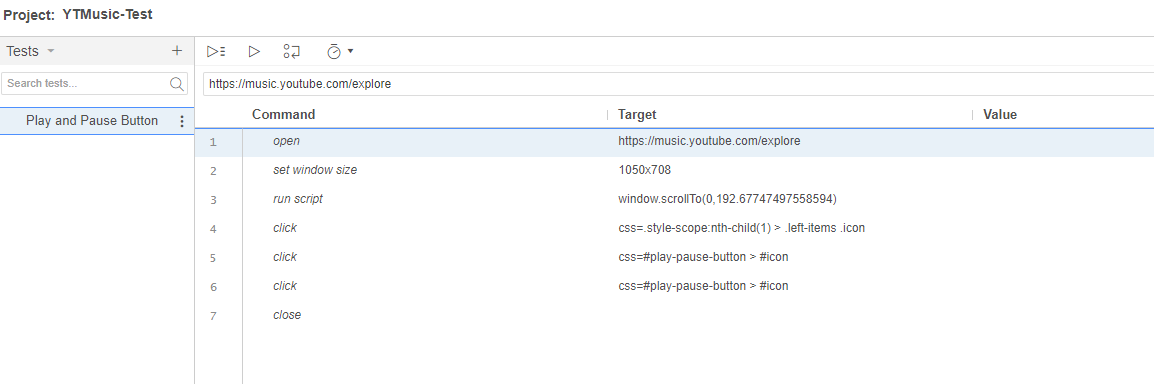 Project: YTMusic-Test
Tests
Search tests...
Play and Pause Button
https://music.youtube.com/explore
Command Target Value
1 open https://music.youtube.com/explore
2 set window size 1050x708
3 run script window.scrollTo(0,192.67747497558594)
4 click css=.style-scope:nth-child(1) > .left-items .icon
5 click css=#play-pause-button > #icon
6 click css=#play-pause-button > #icon
7 close